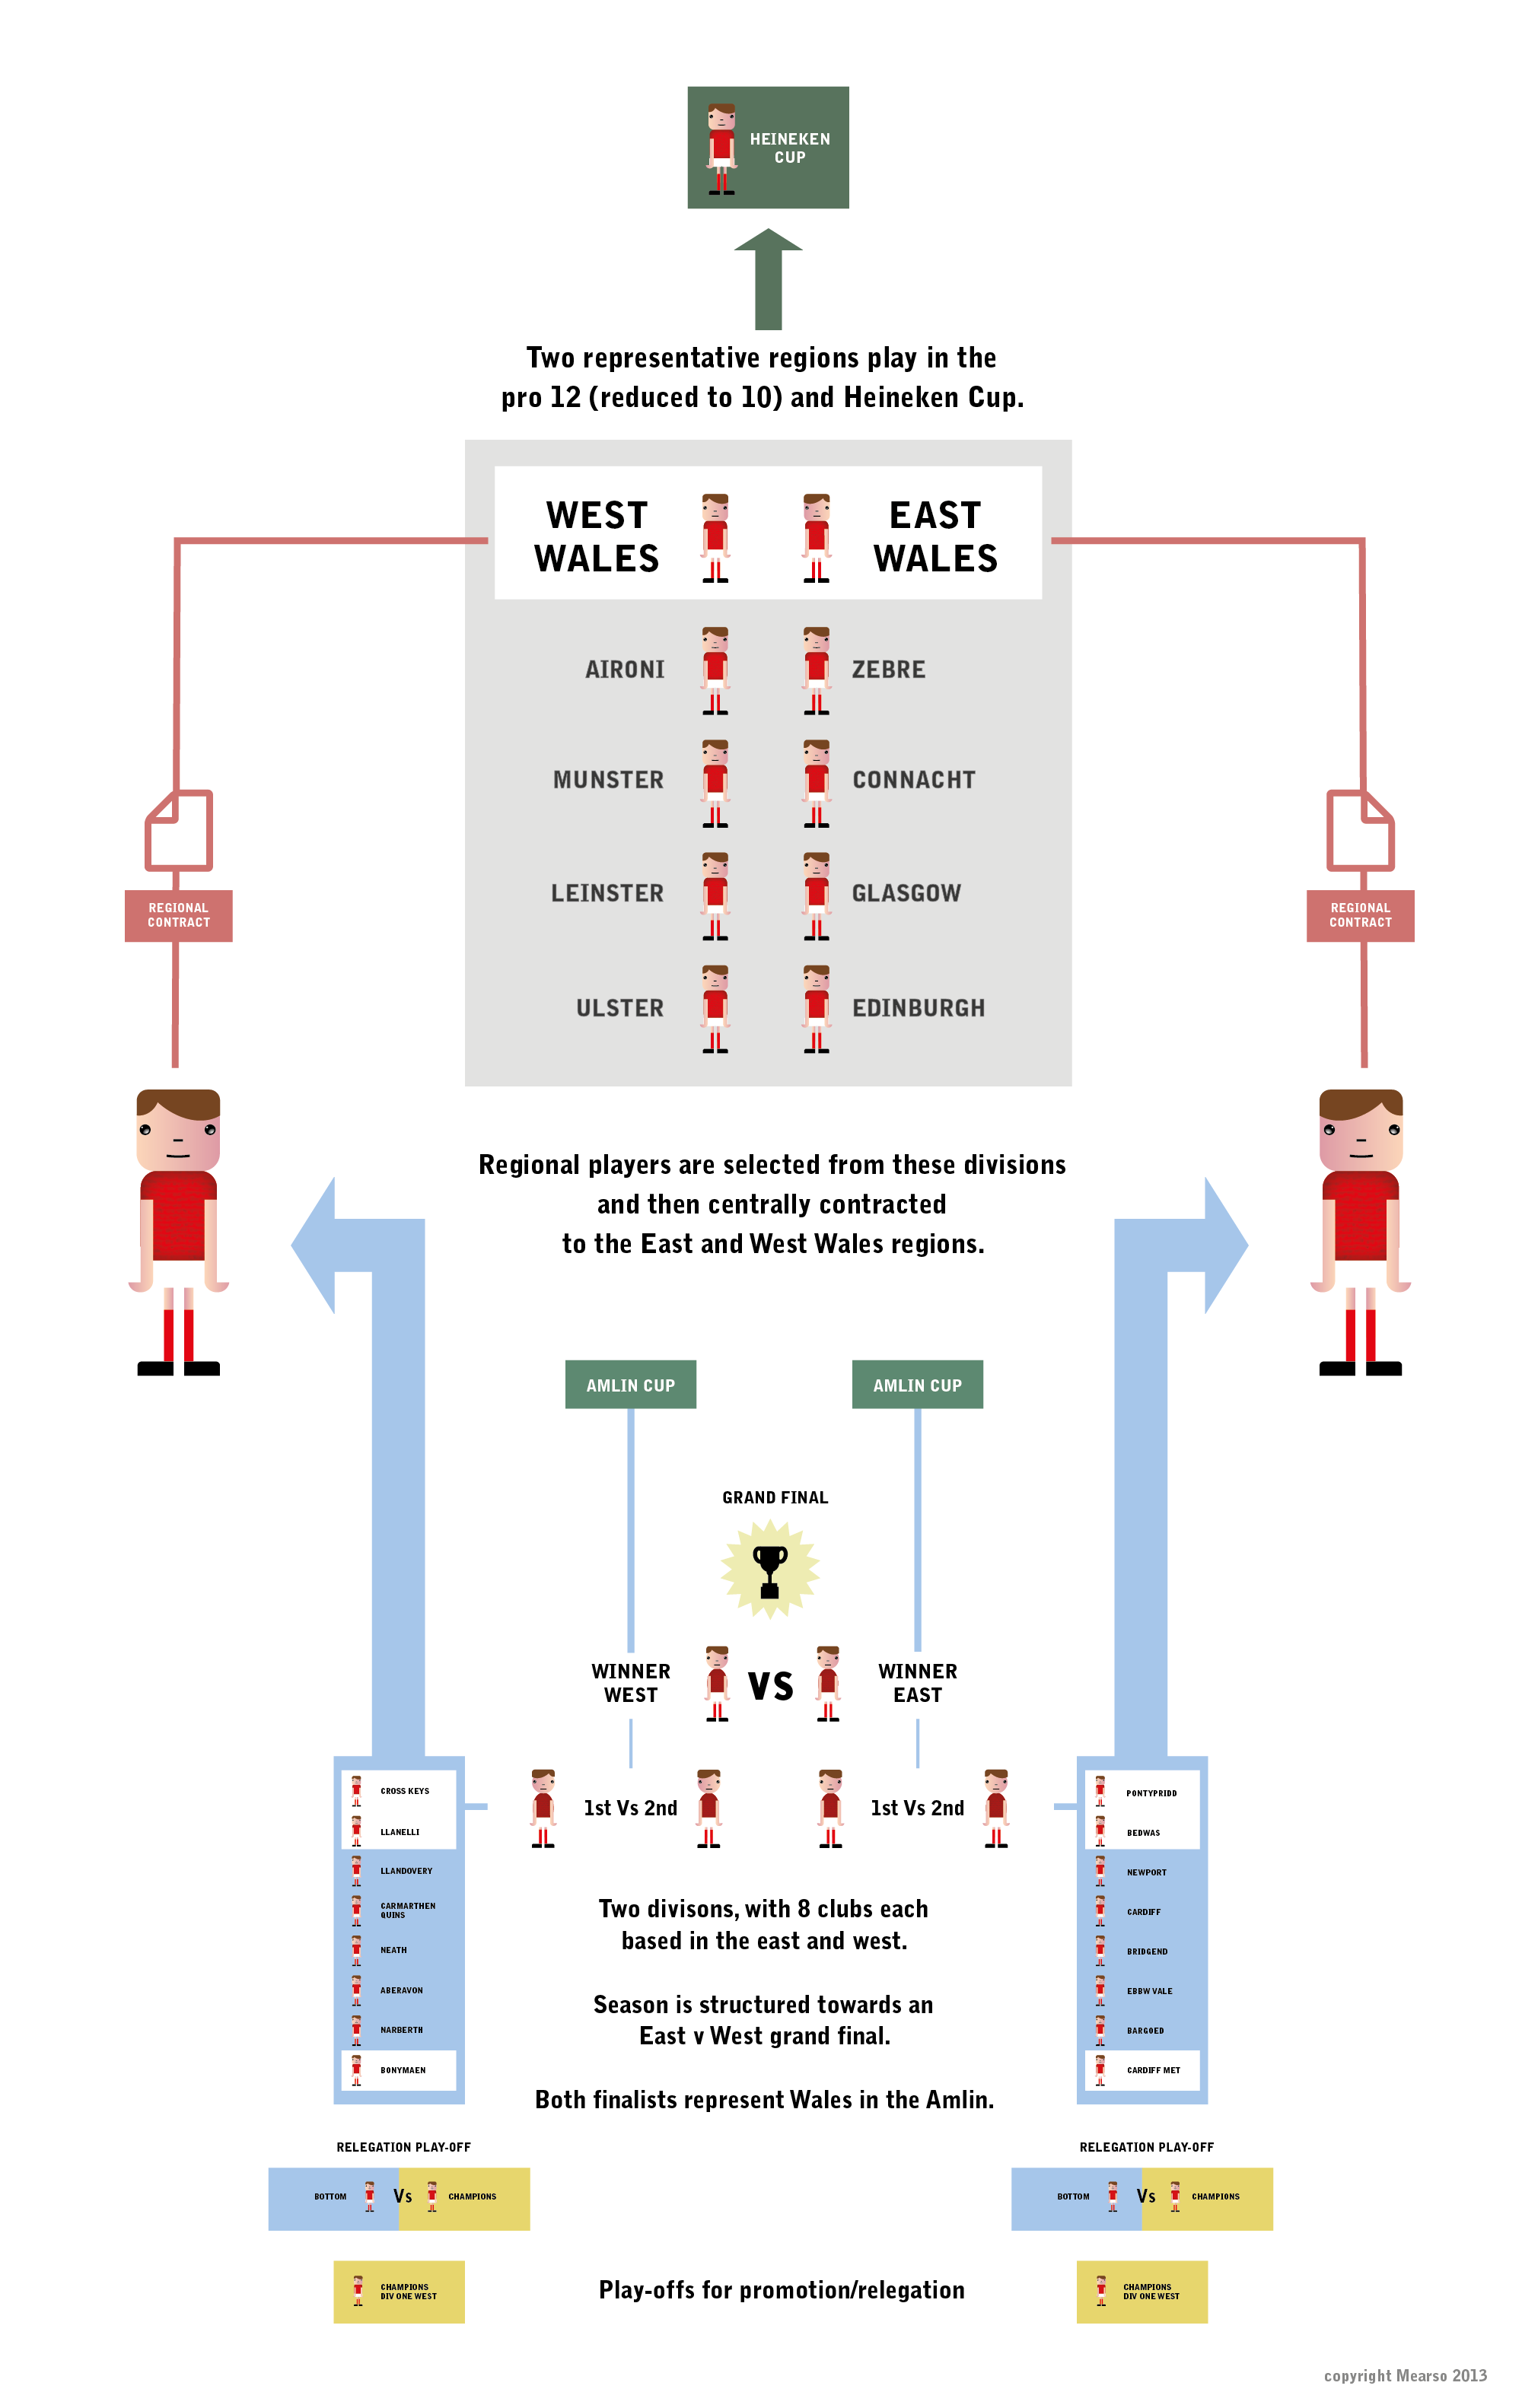 HEINEKEN
CUP
Two representative regions play in the
pro 12 (reduced to 10) and Heineken Cup.
WEST
WALES
EAST
WALES
AIRONI
ZEBRE
MUNSTER
CONNACHT
LEINSTER
GLASGOW
ULSTER
EDINBURGH
REGIONAL
CONTRACT
REGIONAL
CONTRACT
Regional players are selected from these divisions
and then centrally contracted
to the East and West Wales regions.
AMLIN CUP
AMLIN CUP
GRAND FINAL
WINNER
WEST
VS
WINNER
EAST
1st Vs 2nd
1st Vs 2nd
CROSS KEYS
LLANELLI
LLANDOVERY
CARMARTHEN
QUINS
NEATH
ABERAVON
NARBERTH
BONYMAEN
PONTYPRIDD
BEDWAS
NEWPORT
CARDIFF
BRIDGEND
EBBW VALE
BARGOED
CARDIFF MET
Two divisons, with 8 clubs each
based in the east and west.
Season is structured towards an
East v West grand final.
Both finalists represent Wales in the Amlin.
RELEGATION PLAY-OFF
BOTTOM Vs CHAMPIONS
CHAMPIONS
DIV ONE WEST
RELEGATION PLAY-OFF
BOTTOM Vs CHAMPIONS
CHAMPIONS
DIV ONE WEST
Play-offs for promotion/relegation
copyright Mearso 2013